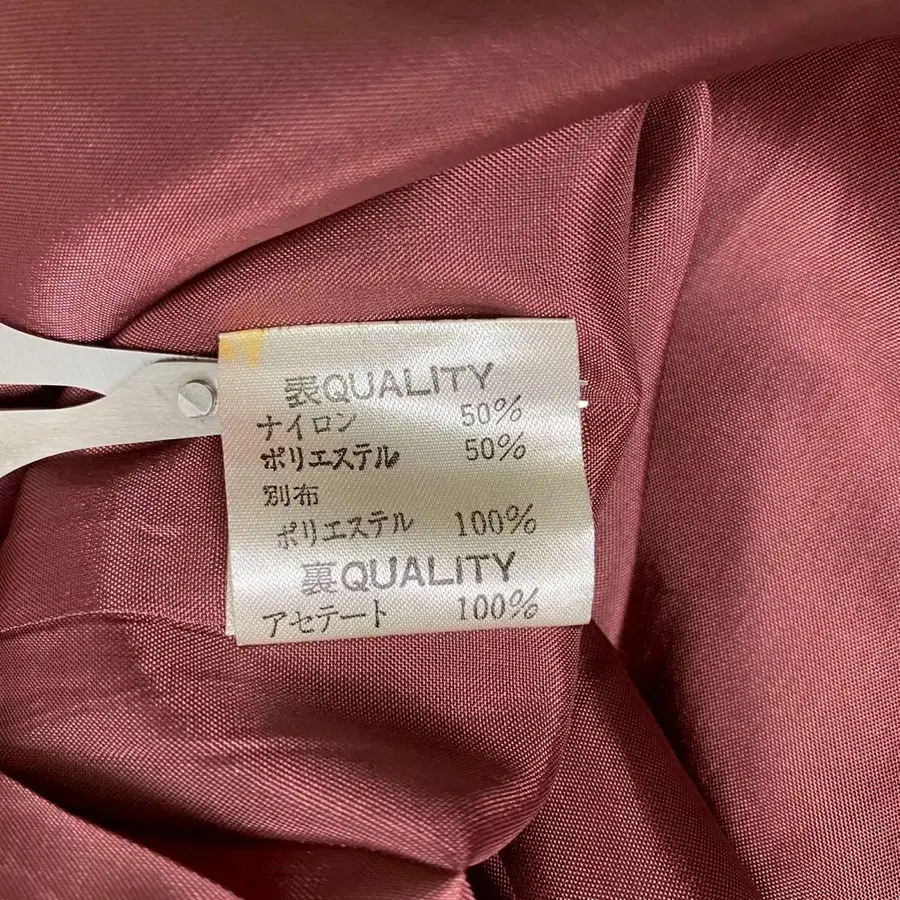 表QUALITY
ナイロン 50%
ポリエステル 50%
別布
ポリエステル 100%
裏QUALITY
アセテート 100%